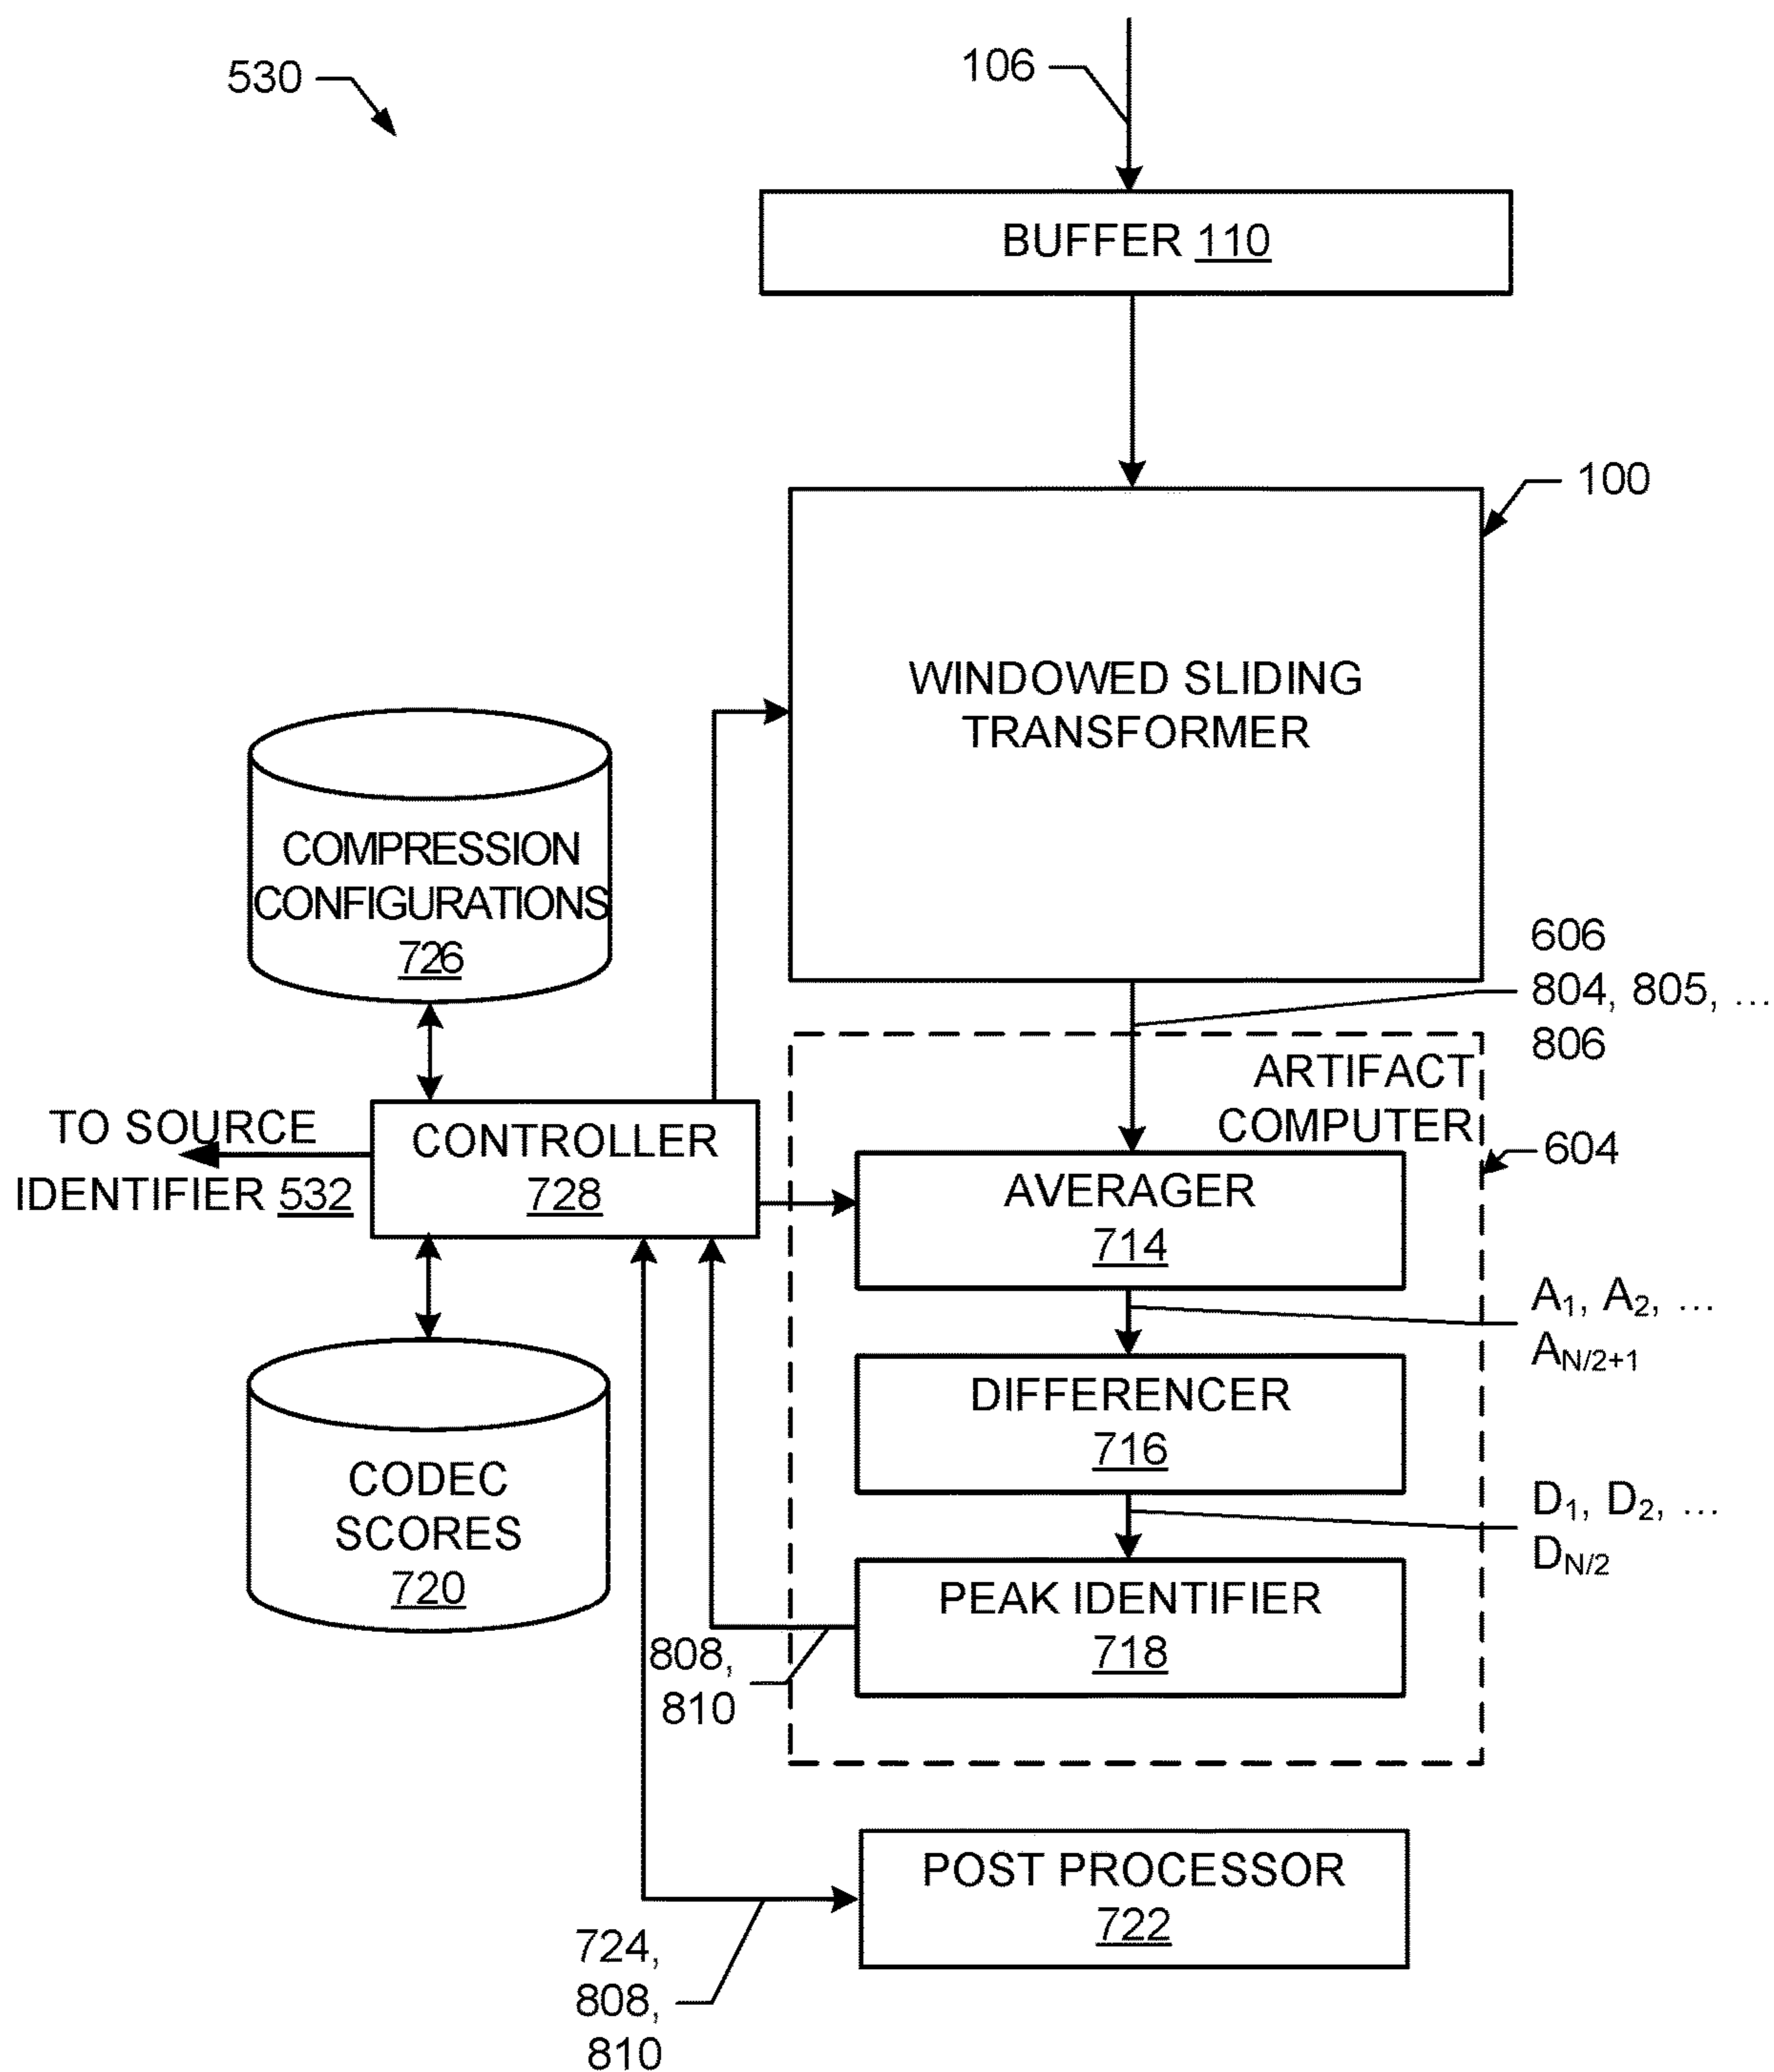 530
106
BUFFER 110
100
WINDOWED SLIDING
TRANSFORMER
COMPRESSION
CONFIGURATIONS
726
606
804, 805, ...
806
ARTIFACT
COMPUTER
604
TO SOURCE
IDENTIFIER 532
CONTROLLER
728
AVERAGER
714
A1, A2, ...
AN/2+1
DIFFERENCER
716
CODEC
SCORES
720
D1, D2, ...
DN/2
PEAK IDENTIFIER
718
808,
810
POST PROCESSOR
722
724,
808,
810